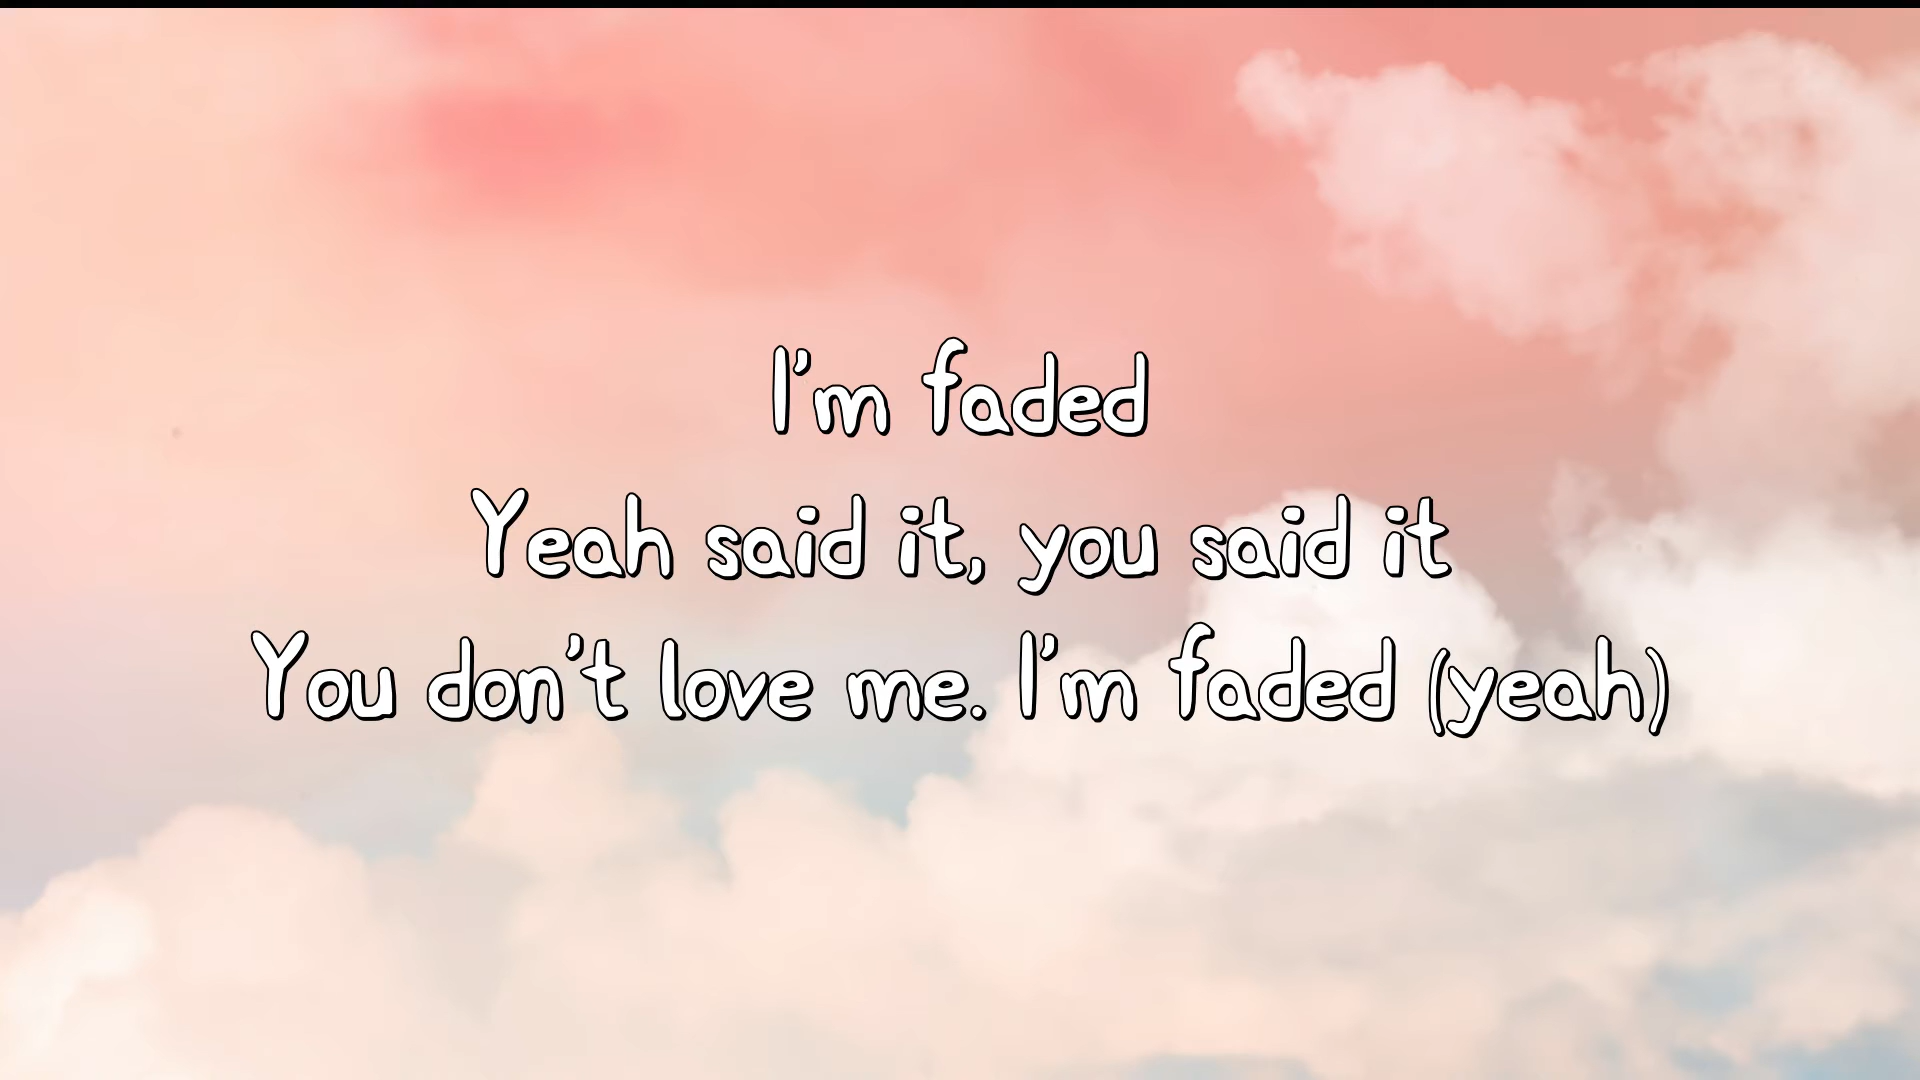 I'm faded
Yeah said it, you said it
You don't love me. I'm faded (yeah)